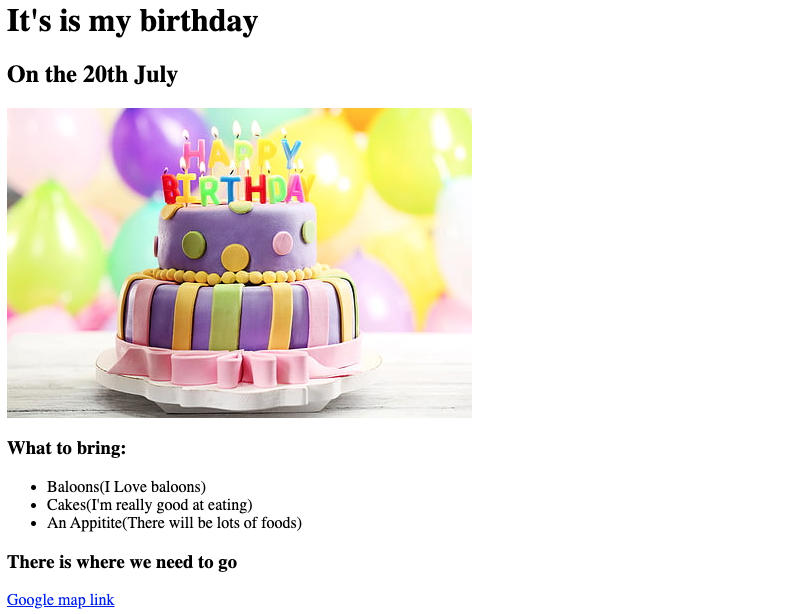 It's is my birthday
On the 20th July
HAPPY
BIRTHDAY
What to bring:
Baloons(I Love baloons)
Cakes(I'm really good at eating)
An Appitite(There will be lots of foods)
There is where we need to go
Google map link